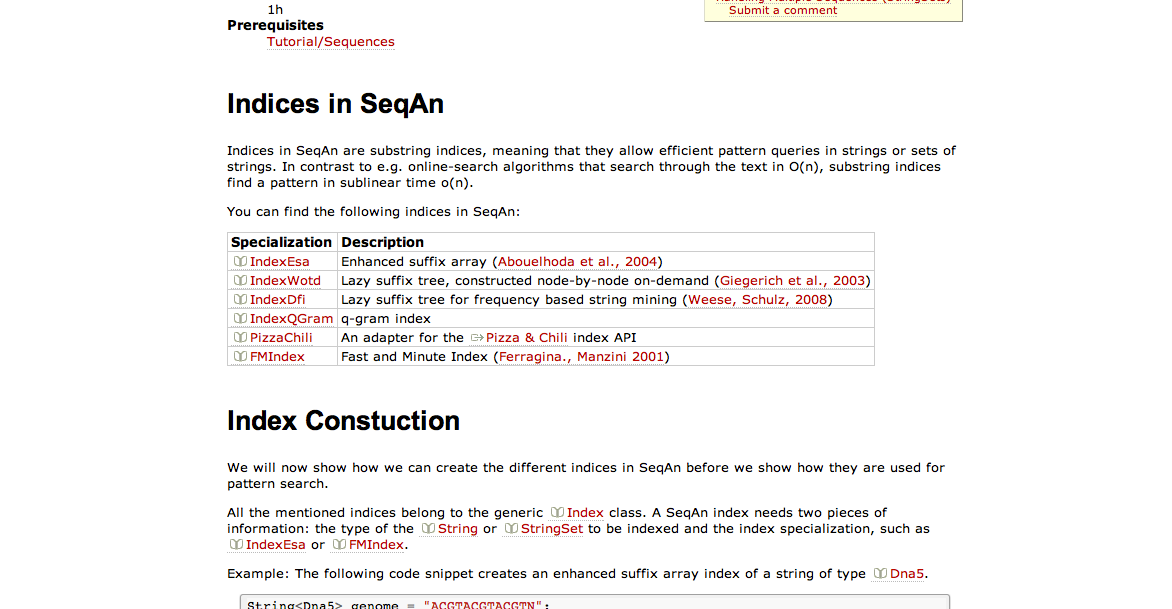 1h
Submit a comment
Prerequisites
Tutorial/Sequences
Indices in SeqAn
Indices in SeqAn are substring indices, meaning that they allow efficient pattern queries in strings or sets of
strings. In contrast to e.g. online-search algorithms that search through the text in O(n), substring indices
find a pattern in sublinear time o(n).
You can find the following indices in SeqAn:
Specialization Description
IndexEsa Enhanced suffix array (Abouelhoda et al., 2004)
IndexWotd Lazy suffix tree, constructed node-by-node on-demand (Giegerich et al., 2003)
IndexDfi Lazy suffix tree for frequency based string mining (Weese, Schulz, 2008)
IndexQGram q-gram index
PizzaChili An adapter for the Pizza & Chili index API
FMIndex Fast and Minute Index (Ferragina., Manzini 2001)
Index Constuction
We will now show how we can create the different indices in SeqAn before we show how they are used for
pattern search.
All the mentioned indices belong to the generic Index class. A SeqAn index needs two pieces of
information: the type of the String or StringSet to be indexed and the index specialization, such as
IndexEsa or FMIndex.
Example: The following code snippet creates an enhanced suffix array index of a string of type Dna5.
String<Dna5> genome = "ACGTACGTACGTN";